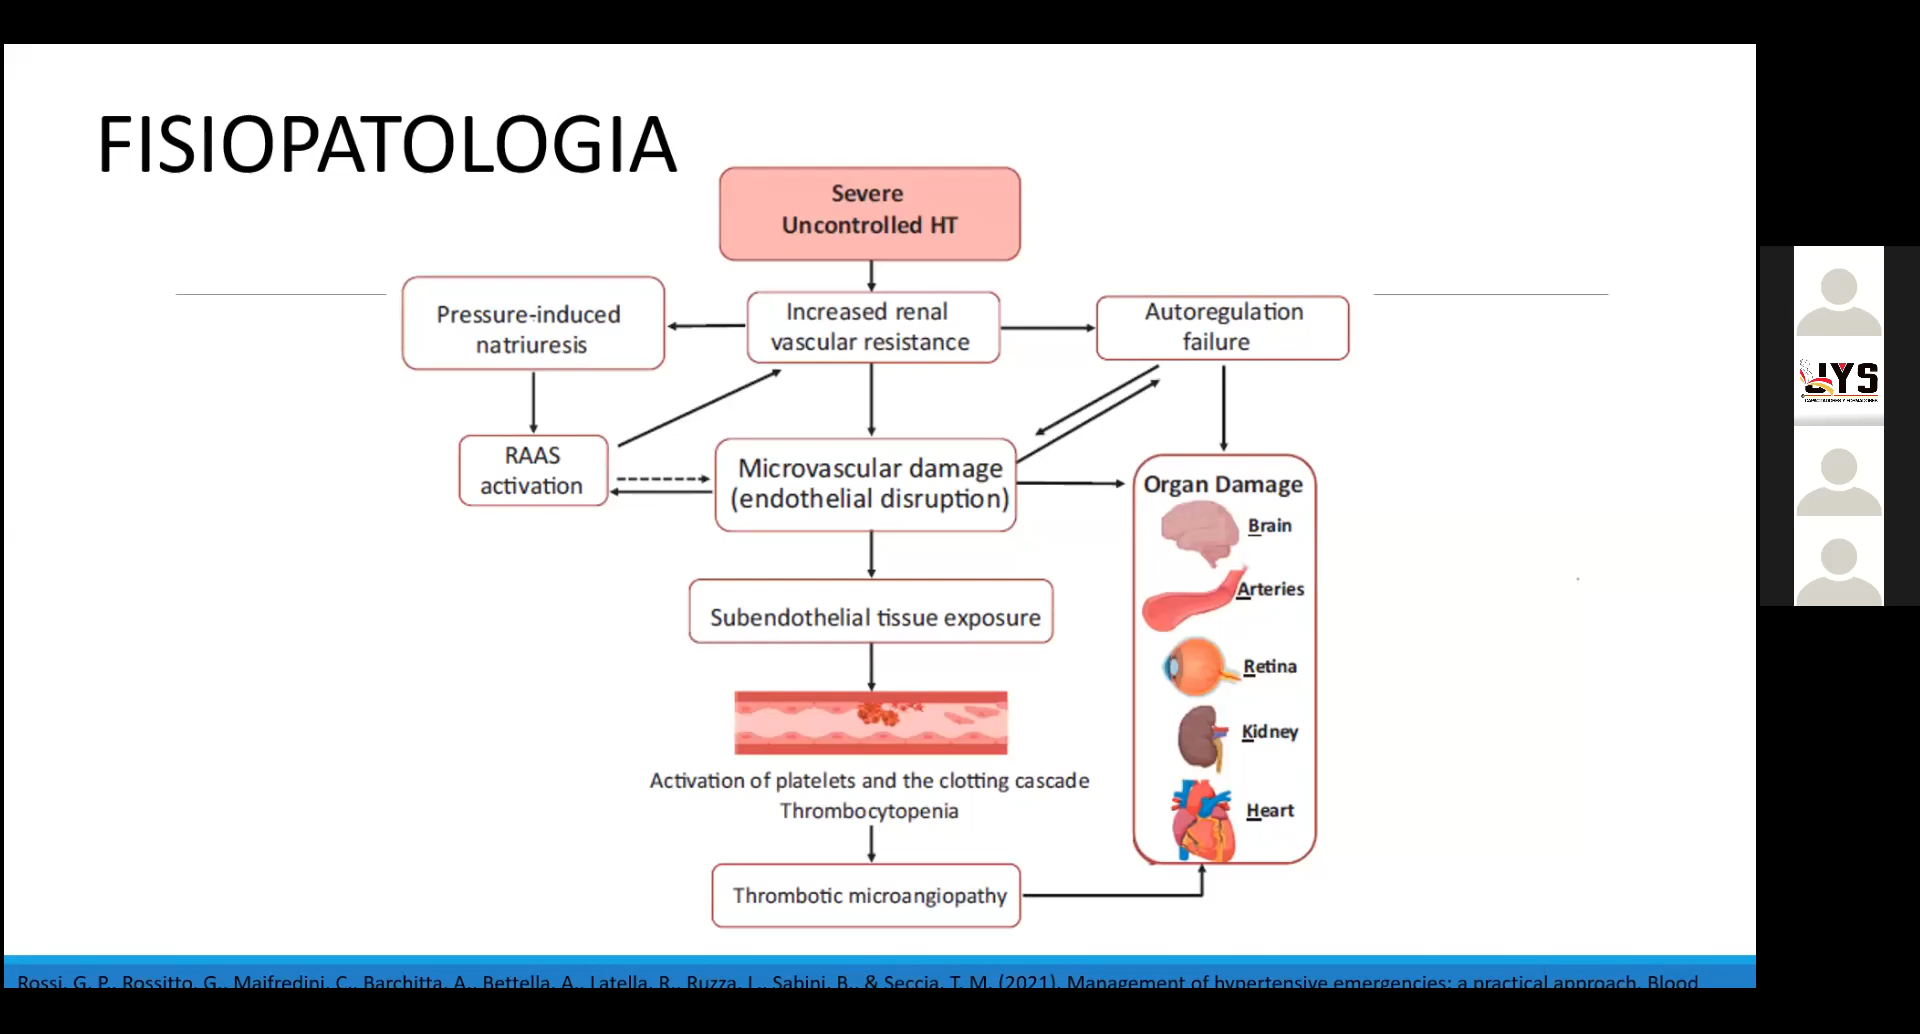 FISIOPATOLOGIA
Severe
Uncontrolled HT
Pressure-induced
natriuresis
Increased renal
vascular resistance
Autoregulation
failure
RAAS
activation
Microvascular damage
(endothelial disruption)
Organ Damage
Brain
Arteries
Retina
Kidney
Heart
Subendothelial tissue exposure
Activation of platelets and the clotting cascade
Thrombocytopenia
Thrombotic microangiopathy
Rossi, G. P., Rossitto, G., Maifredini, C., Barchitta, A., Bettella, A., Latella, R., Ruzza, L., Sabini, B., & Seccia, T. M. (2021). Management of hypertensive emergencies: a practical approach. Blood
JYS